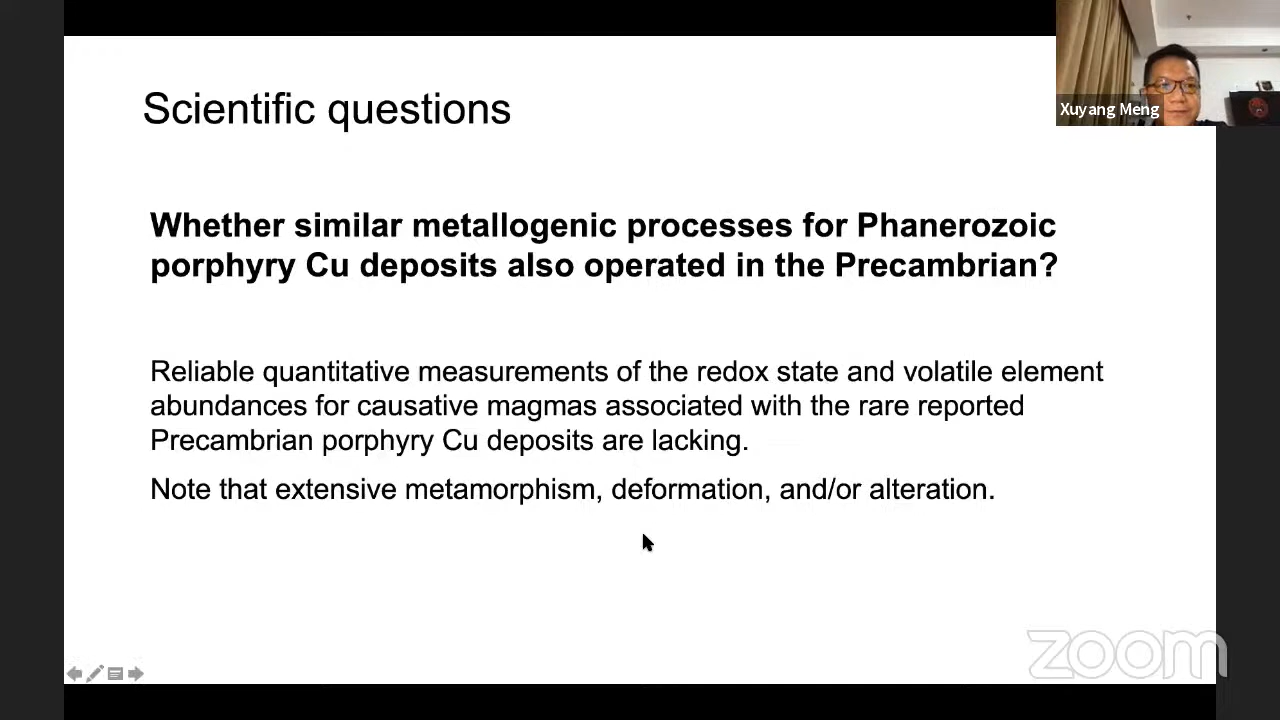 Scientific questions
Xuyang Meng
Whether similar metallogenic processes for Phanerozoic
porphyry Cu deposits also operated in the Precambrian?
Reliable quantitative measurements of the redox state and volatile element
abundances for causative magmas associated with the rare reported
Precambrian porphyry Cu deposits are lacking.
Note that extensive metamorphism, deformation, and/or alteration.
zoom